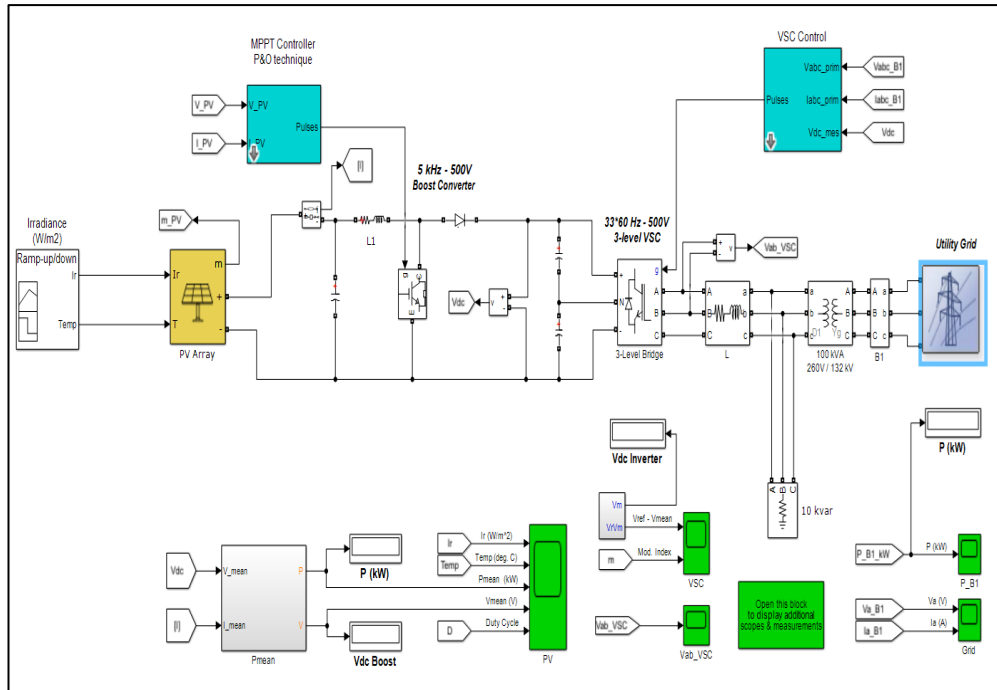 MPPT Controller
P&O technique
V_PV
V_PV
I_PV
I_PV
Pulses
[I]
5 kHz - 500V
Boost Converter
VSC Control
Vabc_prim
Iabc_prim
Vdc_mes
Pulses
Vabc_B1
Iabc_B1
Vdc
Irradiance
(W/m2)
Ramp-up/down
Ir
Temp
m_PV
Ir
T
m
+
-
PV Array
L1
g
C
E
Vdc
v
+
-
33*60 Hz - 500V
3-level VSC
g
+
N
-
A
B
C
3-Level Bridge
+
-
v
Vab_VSC
A
B
C
a
b
c
L
a
b
c
A
B
C
D1
Yg
100 kVA
260V / 132 kV
A
B
C
a
b
c
B1
Utility Grid
A
B
C
10 kvar
P (kW)
Vdc Inverter
Vm
VrVm
Vref - Vmean
m
Mod. Index
VSC
Vab_VSC
Vab_VSC
Open this block
to display additional
scopes & measurements
P_B1_kW
P (kW)
P_B1
Va_B1
Ia_B1
Va (V)
Ia (A)
Grid
Vdc
[I]
V_mean
I_mean
P
V
Pmean
P (kW)
Vdc Boost
Ir
Temp
D
Ir (W/m^2)
Temp (deg. C)
Pmean (kW)
Vmean (V)
Duty Cycle
PV